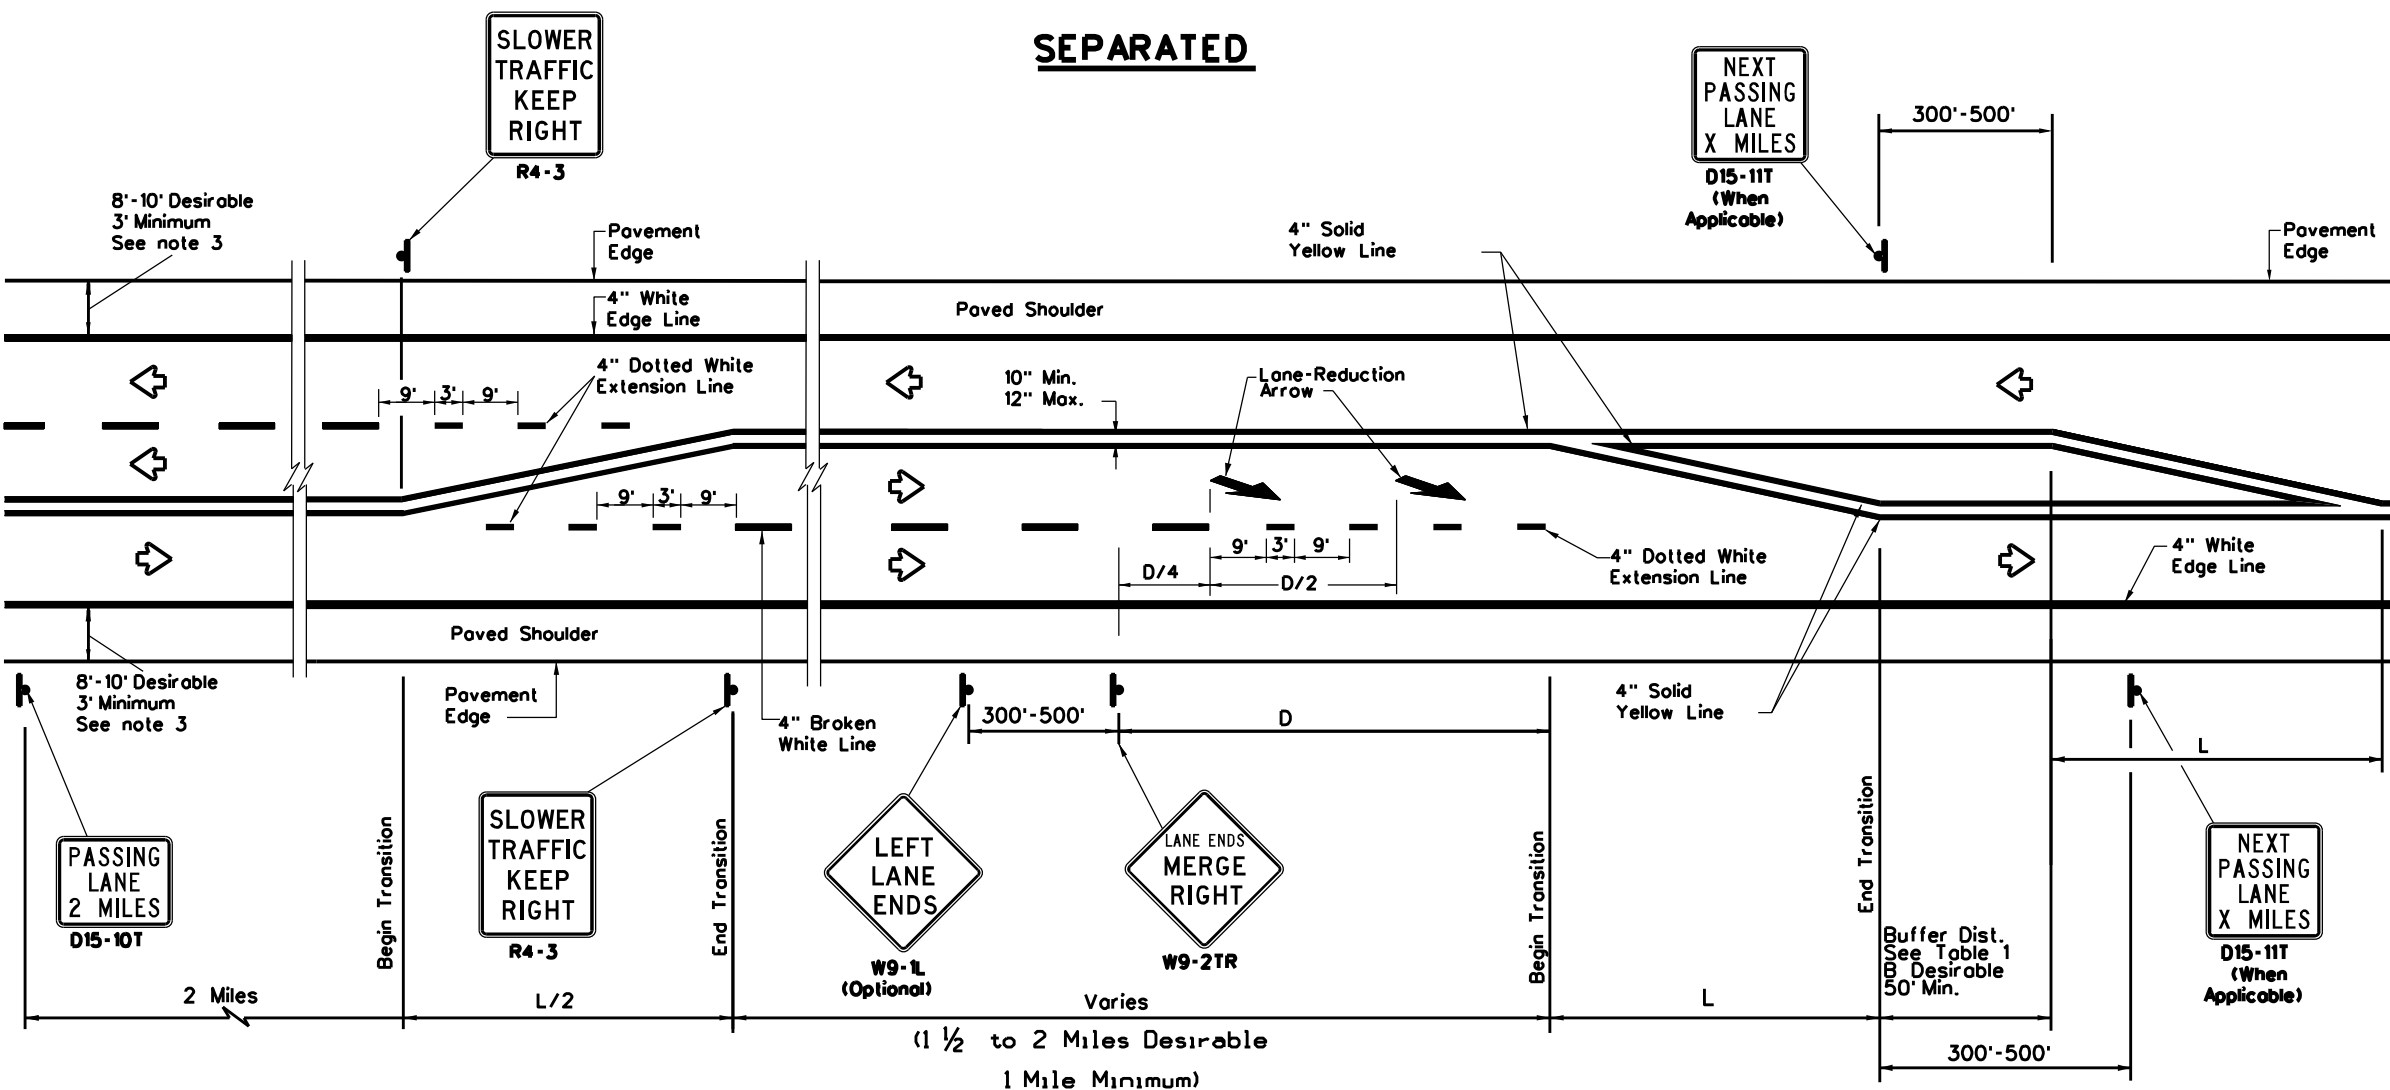 SEPARATED
SLOWER
TRAFFIC
KEEP
RIGHT
R4-3
NEXT
PASSING
LANE
X MILES
D15-11T
(When
Applicable)
300'-500'
8'-10' Desirable
3' Minimum
See note 3
Pavement
Edge
4" White
Edge Line
Paved Shoulder
4" Solid
Yellow Line
Pavement
Edge
4" Dotted White
Extension Line
9'
3'
9'
10" Min.
12" Max.
Lane-Reduction
Arrow
9'
3'
9'
9'
3'
9'
D/4
D/2
4" Dotted White
Extension Line
4" White
Edge Line
Paved Shoulder
8'-10' Desirable
3' Minimum
See note 3
Pavement
Edge
4" Broken
White Line
300'-500'
D
4" Solid
Yellow Line
L
PASSING
LANE
2 MILES
D15-10T
Begin Transition
SLOWER
TRAFFIC
KEEP
RIGHT
R4-3
End Transition
LEFT
LANE
ENDS
W9-1L
(Optional)
LANE ENDS
MERGE
RIGHT
W9-2TR
Begin Transition
End Transition
Buffer Dist.
See Table 1
B Desirable
50' Min.
NEXT
PASSING
LANE
X MILES
D15-11T
(When
Applicable)
2 Miles
L/2
Varies
(1 ½ to 2 Miles Desirable
1 Mile Minimum)
L
300'-500'